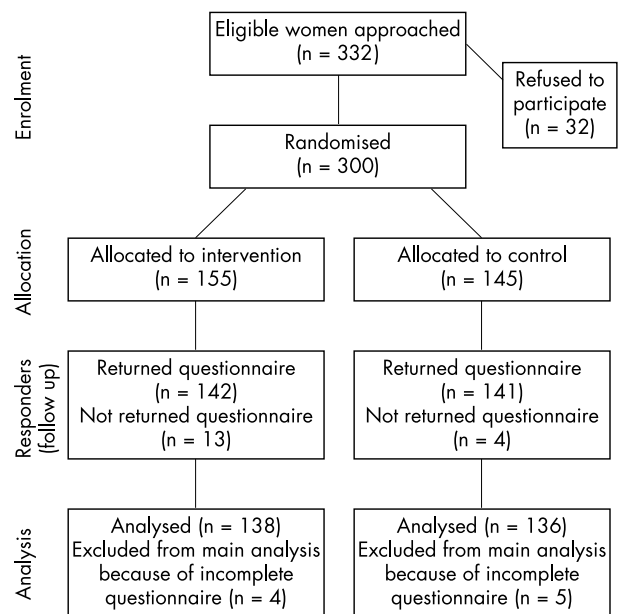 Enrolment
Eligible women approached
(n = 332)
Refused to
participate
(n = 32)
Randomised
(n = 300)
Allocation
Allocated to intervention
(n = 155)
Allocated to control
(n = 145)
Responders
(follow up)
Returned questionnaire
(n = 142)
Not returned questionnaire
(n = 13)
Returned questionnaire
(n = 141)
Not returned questionnaire
(n = 4)
Analysis
Analysed (n = 138)
Excluded from main analysis
because of incomplete
questionnaire (n = 4)
Analysed (n = 136)
Excluded from main analysis
because of incomplete
questionnaire (n = 5)